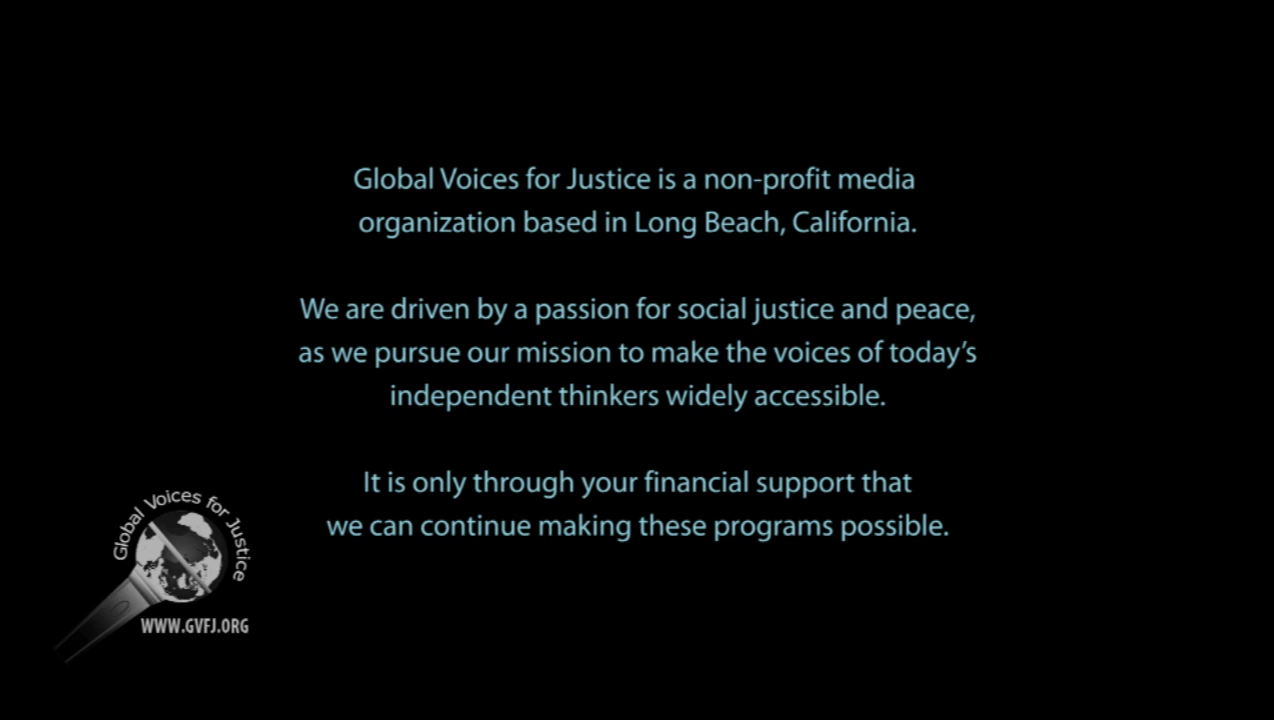 Global Voices for Justice is a non-profit media
organization based in Long Beach, California.
We are driven by a passion for social justice and peace,
as we pursue our mission to make the voices of today's
independent thinkers widely accessible.
It is only through your financial support that
we can continue making these programs possible.
Global Voices for Justice
WWW.GVFJ.ORG